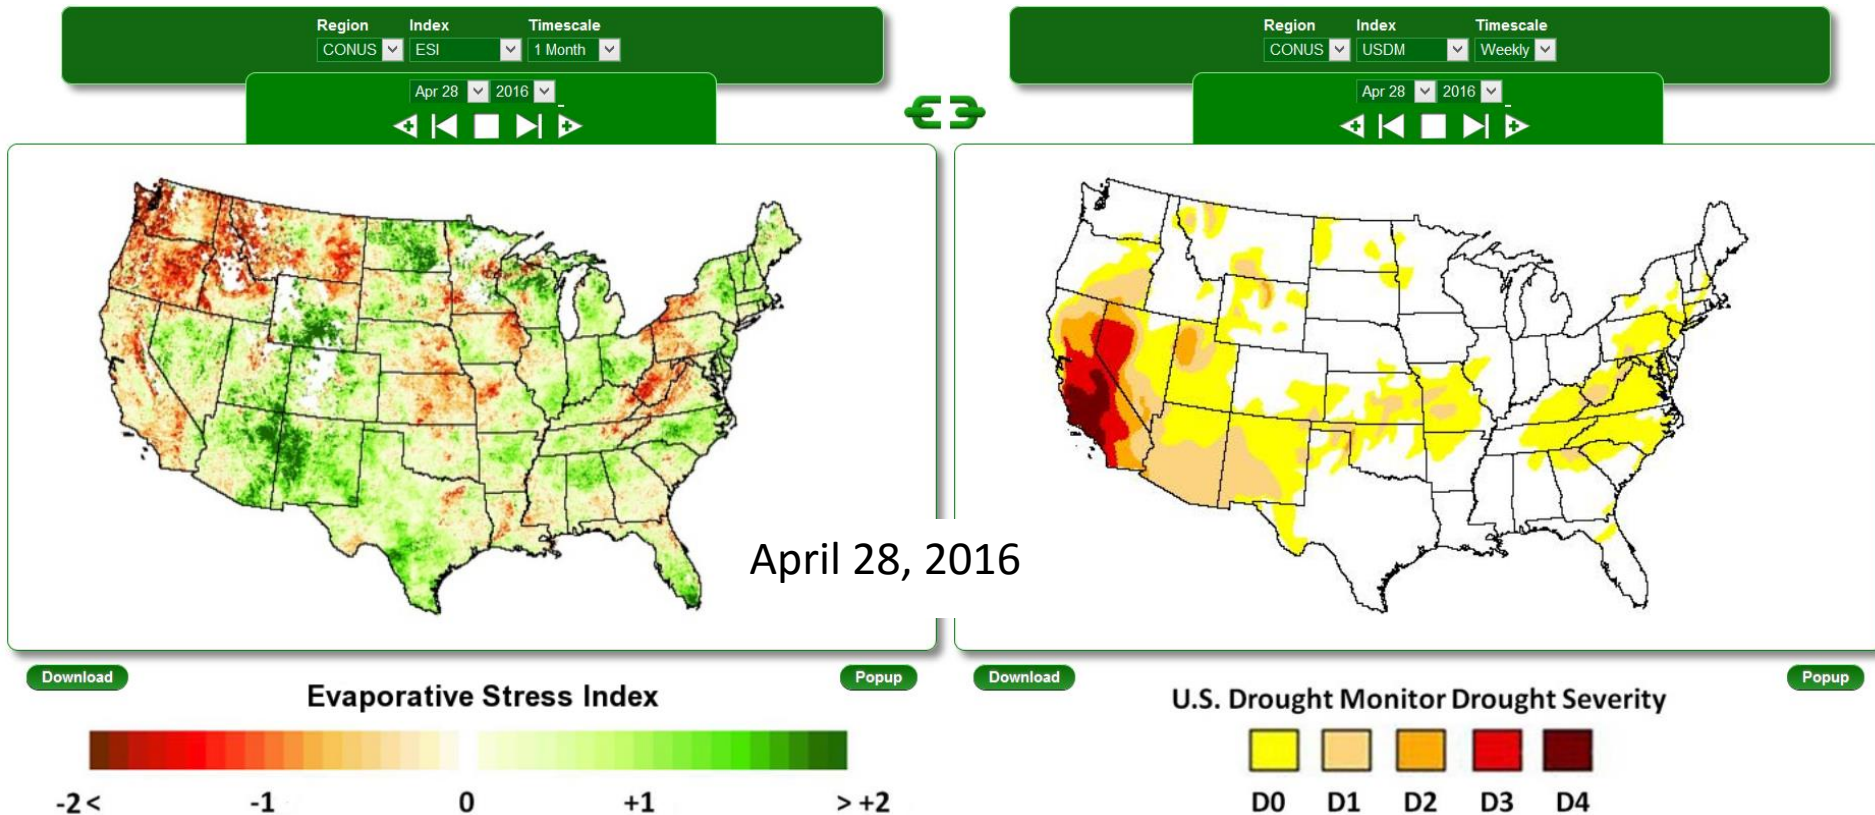 Region Index Timescale
CONUS ESI 1 Month
Apr 28 2016
Region Index Timescale
CONUS USDM Weekly
Apr 28 2016
April 28, 2016
Download
Popup
Evaporative Stress Index
-2 < -1 0 +1 > +2
Download
Popup
U.S. Drought Monitor Drought Severity
D0 D1 D2 D3 D4